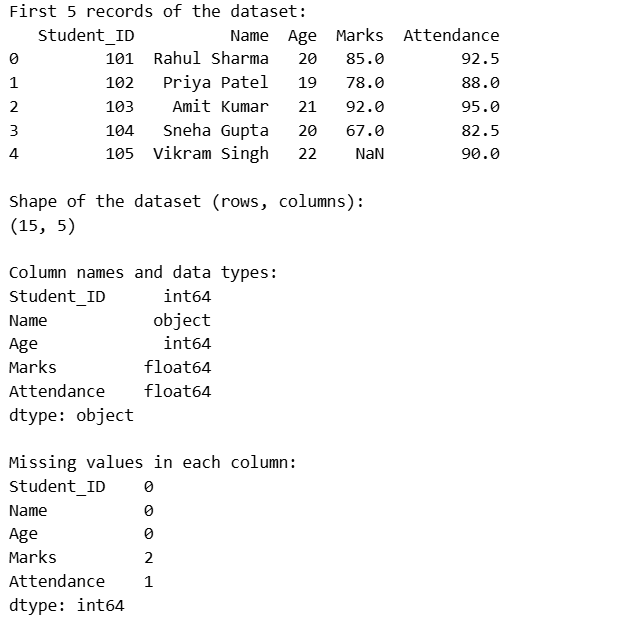 First 5 records of the dataset:
   Student_ID          Name  Age  Marks  Attendance
0         101  Rahul Sharma   20   85.0        92.5
1         102   Priya Patel   19   78.0        88.0
2         103    Amit Kumar   21   92.0        95.0
3         104   Sneha Gupta   20   67.0        82.5
4         105  Vikram Singh   22    NaN        90.0

Shape of the dataset (rows, columns):
(15, 5)

Column names and data types:
Student_ID      int64
Name           object
Age             int64
Marks         float64
Attendance    float64
dtype: object

Missing values in each column:
Student_ID    0
Name          0
Age           0
Marks         2
Attendance    1
dtype: int64